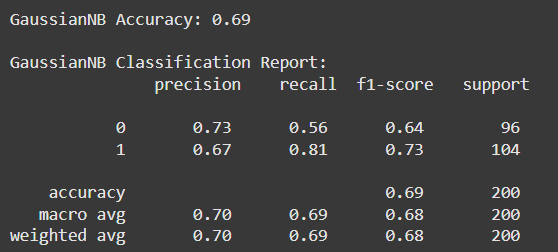 GaussianNB Accuracy: 0.69
GaussianNB Classification Report:
precision recall f1-score support
0 0.73 0.56 0.64 96
1 0.67 0.81 0.73 104
accuracy 0.69 200
macro avg 0.70 0.69 0.68 200
weighted avg 0.70 0.69 0.68 200